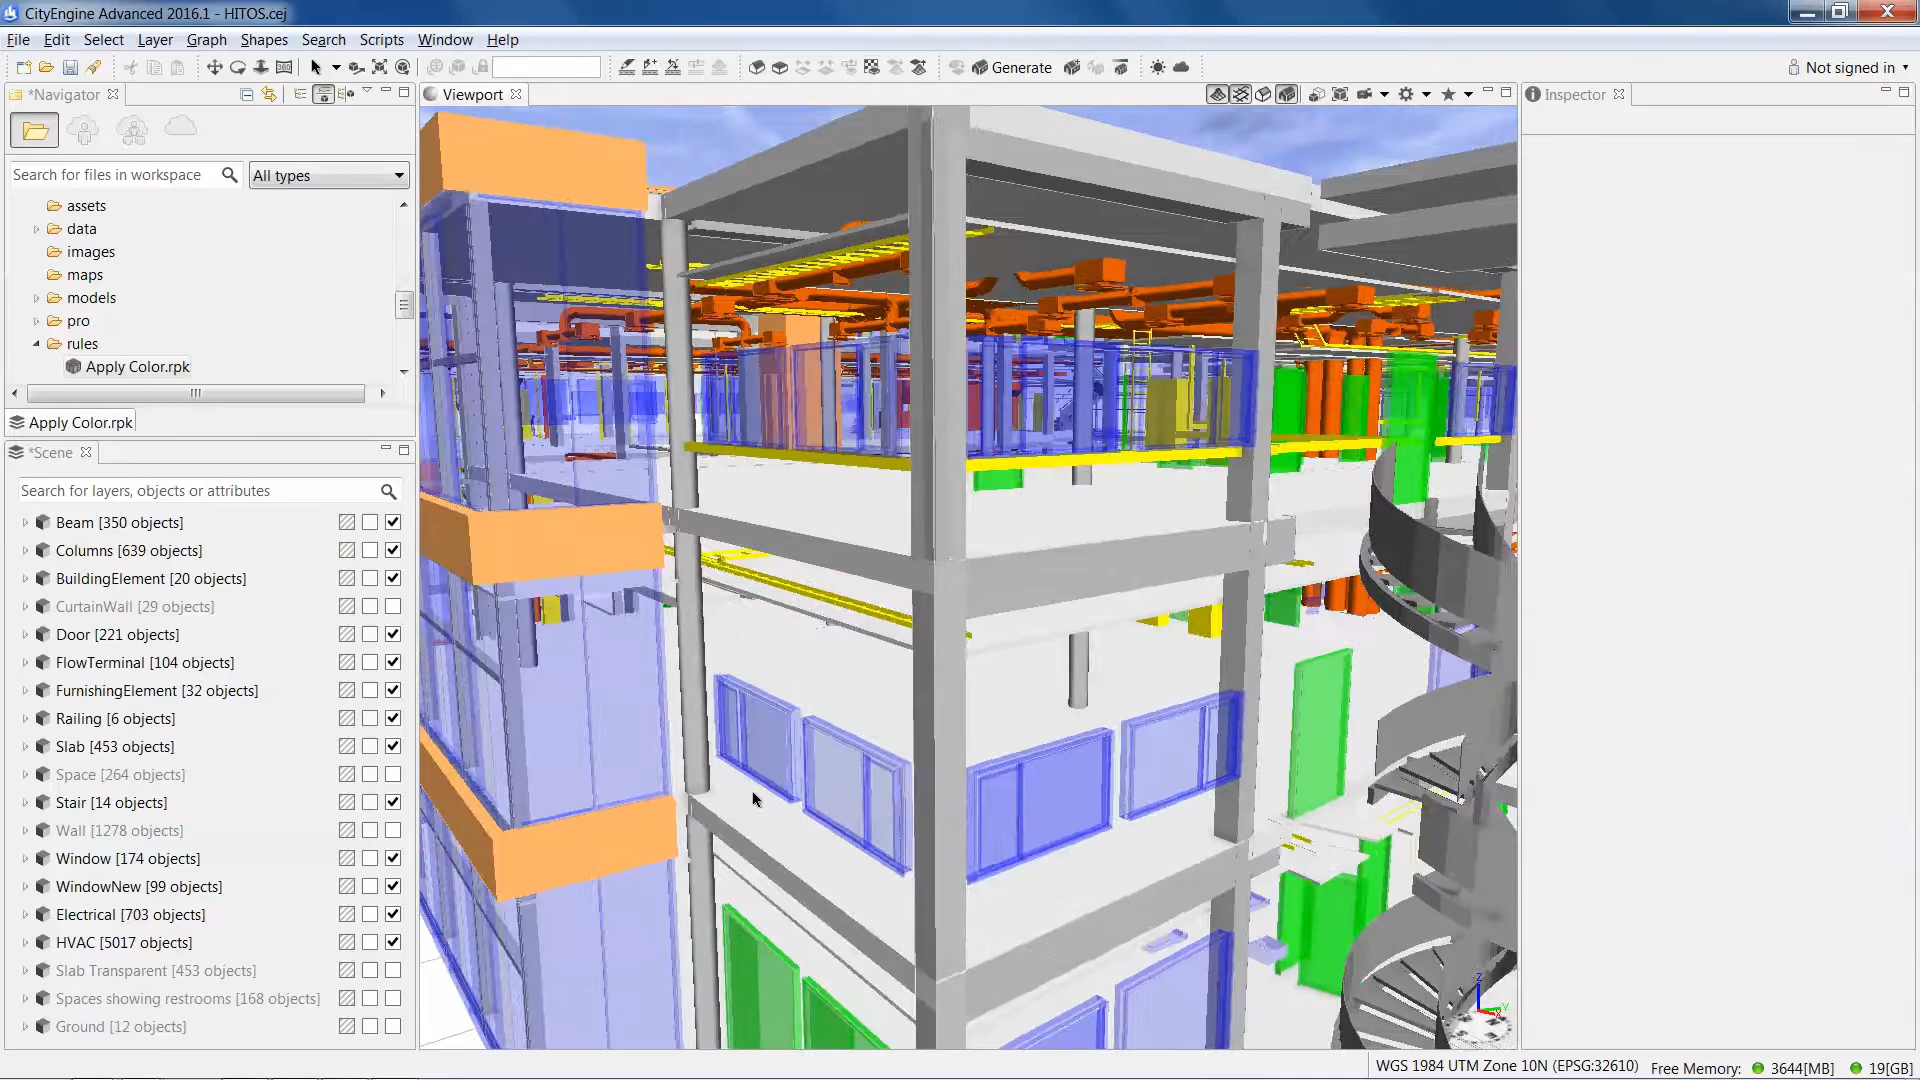 CityEngine Advanced 2016.1 - HITOS.cej
File Edit Select Layer Graph Shapes Search Scripts Window Help
Generate
Not signed in
*Navigator
Viewport
Inspector
Search for files in workspace
All types
assets
data
images
maps
models
pro
rules
Apply Color.rpk
Apply Color.rpk
*Scene
Search for layers, objects or attributes
Beam [350 objects]
Columns [639 objects]
BuildingElement [20 objects]
CurtainWall [29 objects]
Door [221 objects]
FlowTerminal [104 objects]
FurnishingElement [32 objects]
Railing [6 objects]
Slab [453 objects]
Space [264 objects]
Stair [14 objects]
Wall [1278 objects]
Window [174 objects]
WindowNew [99 objects]
Electrical [703 objects]
HVAC [5017 objects]
Slab Transparent [453 objects]
Spaces showing restrooms [168 objects]
Ground [12 objects]
Z
Y
X
WGS 1984 UTM Zone 10N (EPSG:32610) Free Memory: 3644[MB] 19[GB]